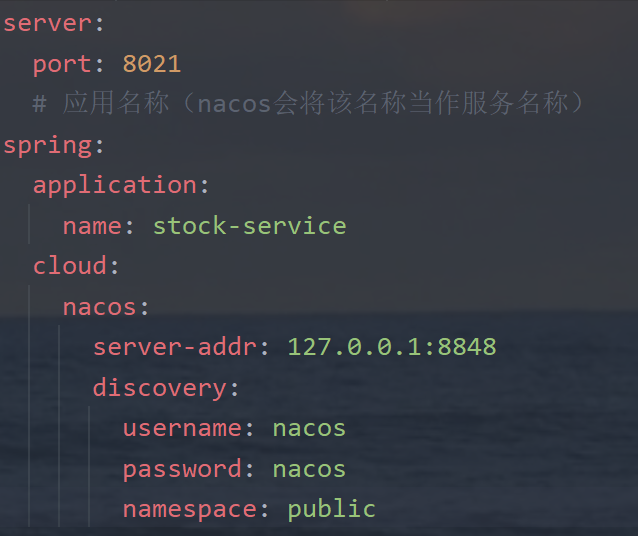 server:
  port: 8021
  # 应用名称（nacos会将该名称当作服务名称）
spring:
  application:
    name: stock-service
  cloud:
    nacos:
      server-addr: 127.0.0.1:8848
      discovery:
        username: nacos
        password: nacos
        namespace: public